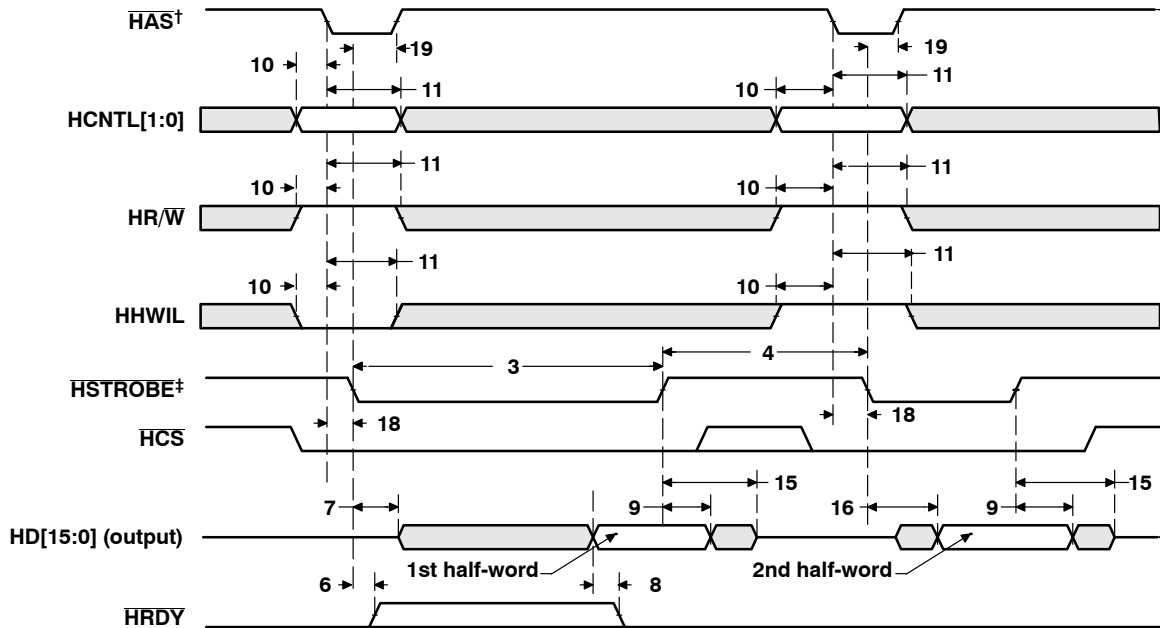 HAS†
19
19
10
11
11
10
HCNTL[1:0]
11
11
10
10
HR/W
11
11
10
10
HHWIL
3
4
HSTROBE‡
18
18
HCS
15
15
7
9
16
9
HD[15:0] (output)
1st half-word
2nd half-word
6
8
HRDY